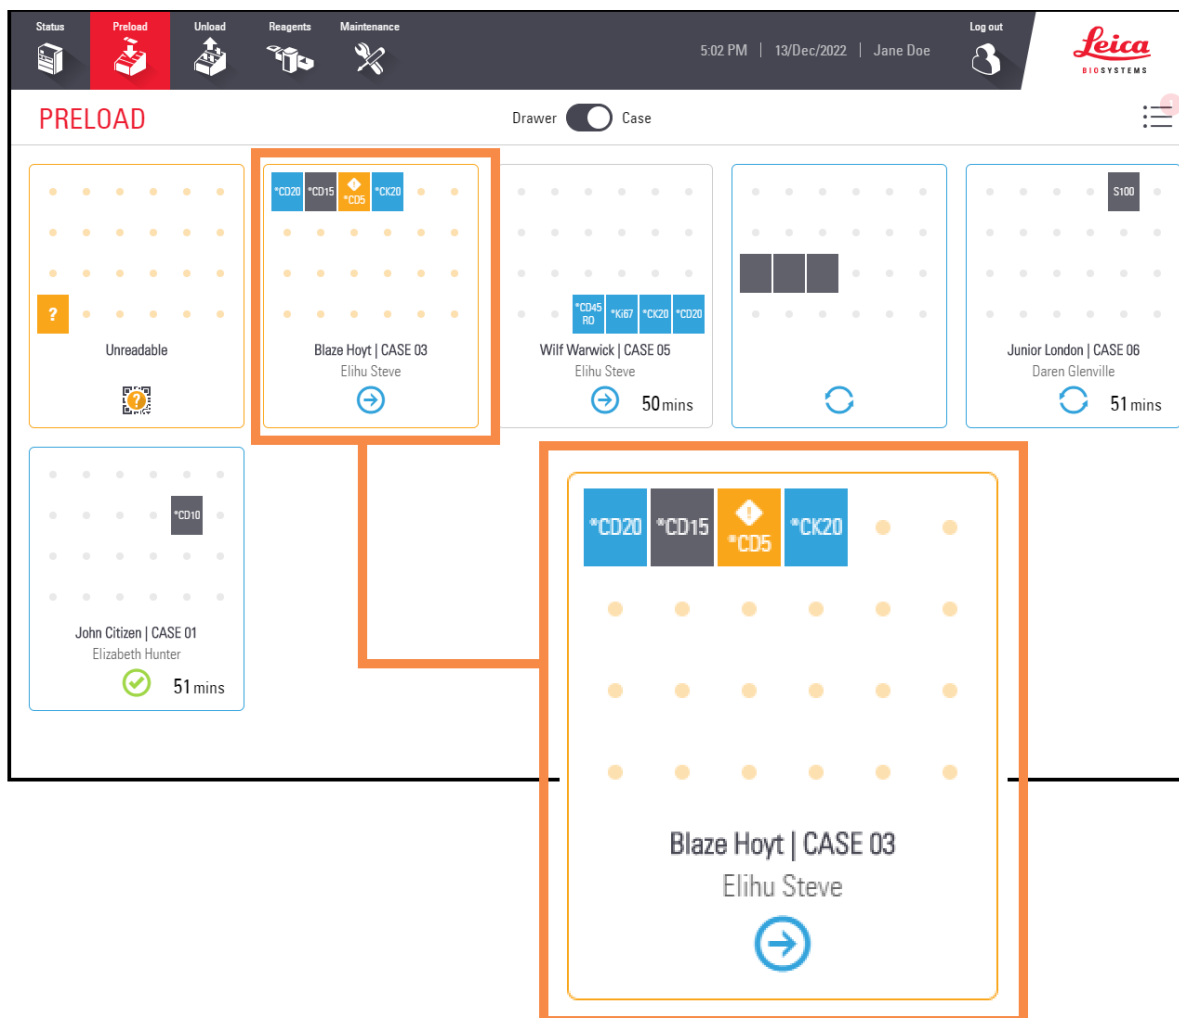 Status Preload Unload Reagents Maintenance
5:02 PM | 13/Dec/2022 | Jane Doe
Log out
Leica
BIOSYSTEMS
PRELOAD
Drawer Case
1
*CD20 *CD15 *CD5 *CK20
S100
?
*CD45 RO *Ki67 *CK20 *CD20
Unreadable
?
Blaze Hoyt | CASE 03
Elihu Steve
Wilf Warwick | CASE 05
Elihu Steve
50 mins
Junior London | CASE 06
Daren Glenville
51 mins
*CD10
John Citizen | CASE 01
Elizabeth Hunter
51 mins
*CD20 *CD15 *CD5 *CK20
Blaze Hoyt | CASE 03
Elihu Steve